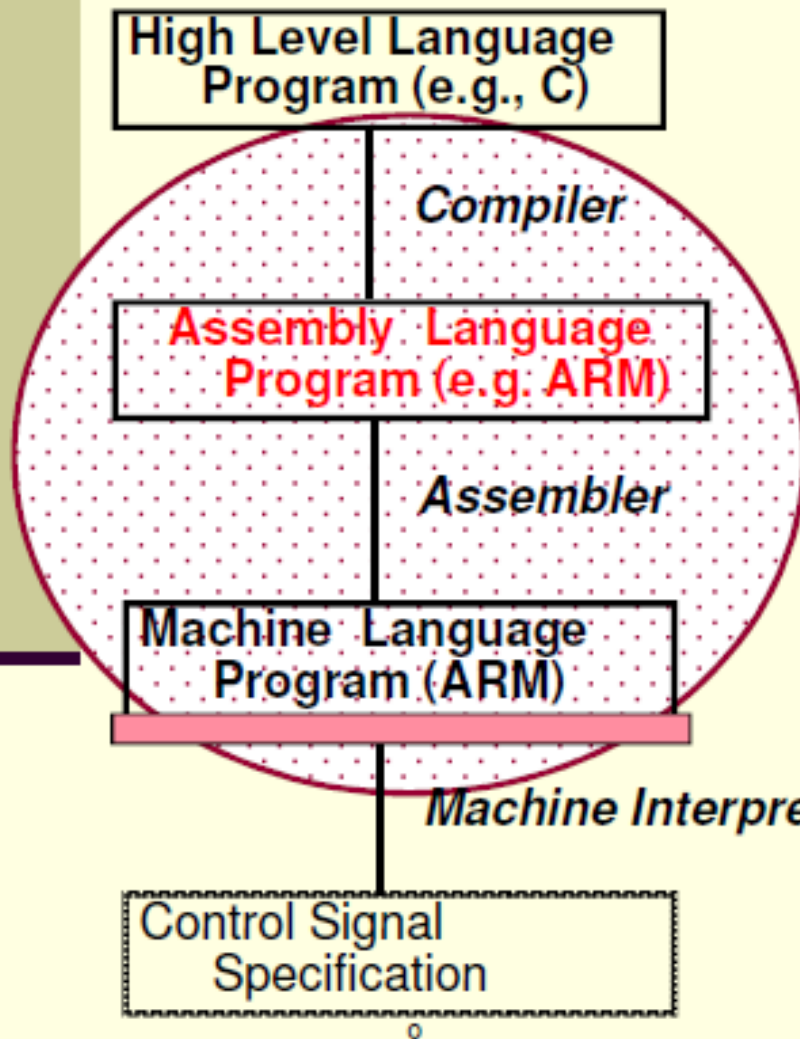 High Level Language
Program (e.g., C)
Compiler
Assembly Language
Program (e.g. ARM)
Assembler
Machine Language
Program (ARM)
Machine Interpre
Control Signal
Specification
o